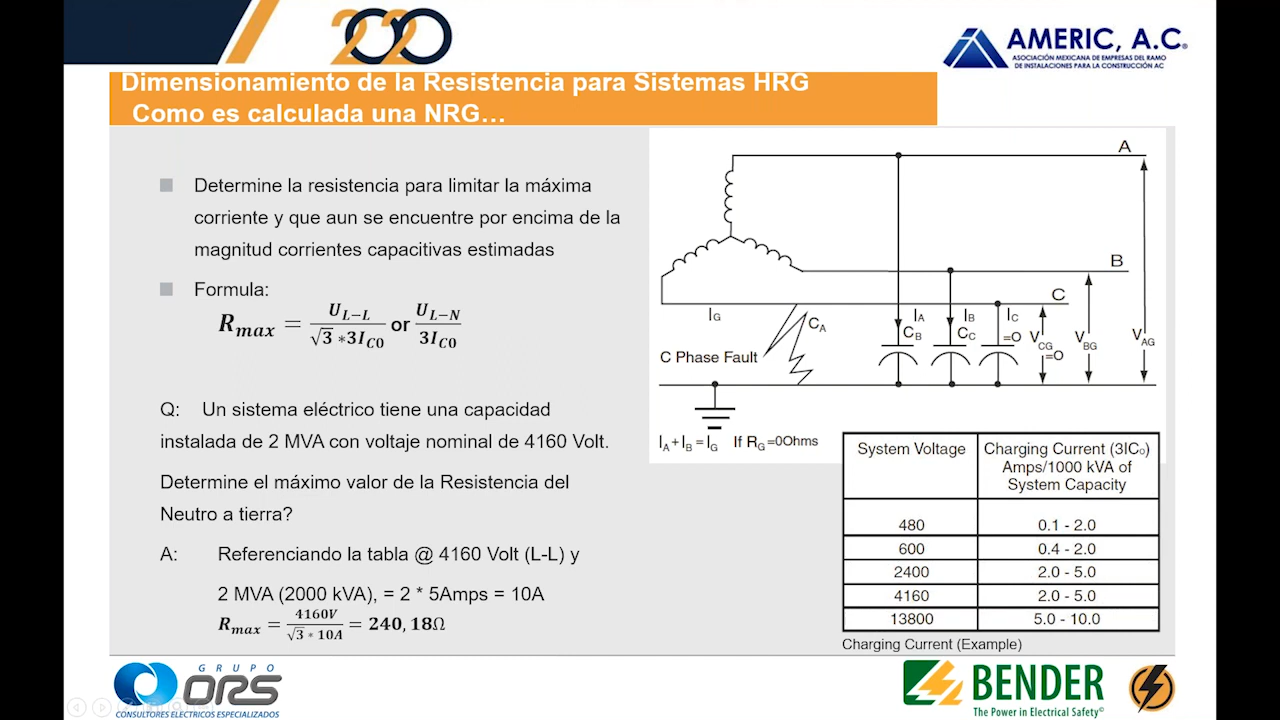 2020
AMERIC, A.C.®
ASOCIACIÓN MEXICANA DE EMPRESAS DEL RAMO
DE INSTALACIONES PARA LA CONSTRUCCIÓN AC
Dimensionamiento de la Resistencia para Sistemas HRG
Como es calculada una NRG…
Determine la resistencia para limitar la máxima
corriente y que aun se encuentre por encima de la
magnitud corrientes capacitivas estimadas
Formula:
R_max = U_L−L / √3 *3I_C0 or U_L−N / 3I_C0
Q: Un sistema eléctrico tiene una capacidad
instalada de 2 MVA con voltaje nominal de 4160 Volt.
Determine el máximo valor de la Resistencia del
Neutro a tierra?
A: Referenciando la tabla @ 4160 Volt (L-L) y
2 MVA (2000 kVA), = 2 * 5Amps = 10A
R_max = 4160V / √3 * 10A = 240,18Ω
A
B
C
I_G
C_A
I_A
I_B
I_C
C_B
C_C
=O
V_CG
=O
V_BG
V_AG
C Phase Fault
I_A+I_B=I_G If R_G=0Ohms
System Voltage Charging Current (3IC₀)
Amps/1000 kVA of
System Capacity
480 0.1 - 2.0
600 0.4 - 2.0
2400 2.0 - 5.0
4160 2.0 - 5.0
13800 5.0 - 10.0
Charging Current (Example)
GRUPO
ORS
CONSULTORES ELECTRICOS ESPECIALIZADOS
BENDER
The Power in Electrical Safety©